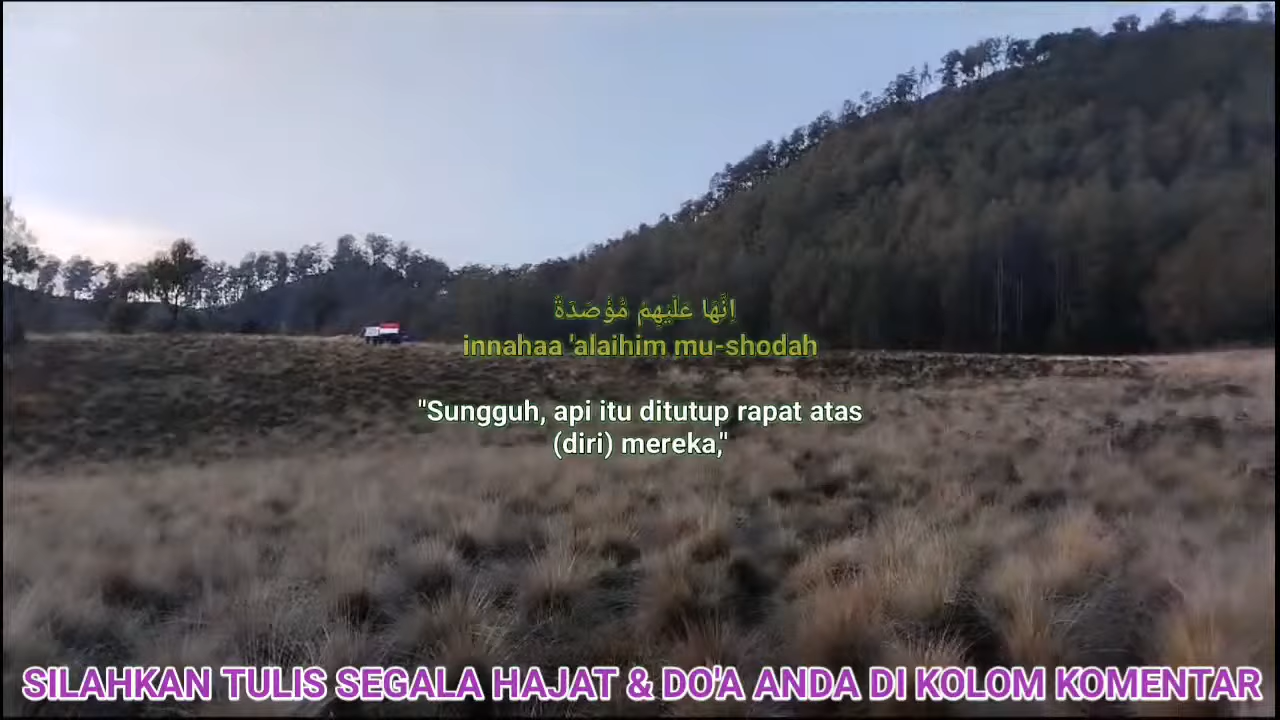 اِنَّهَا عَلَيْهِمْ مُّؤْصَدَةٌ
innahaa 'alaihim mu-shodah
"Sungguh, api itu ditutup rapat atas
(diri) mereka,"
SILAHKAN TULIS SEGALA HAJAT & DO'A ANDA DI KOLOM KOMENTAR